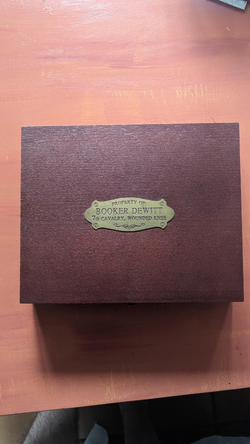 PROPERTY OF
BOOKER DEWITT
7th CAVALRY, WOUNDED KNEE